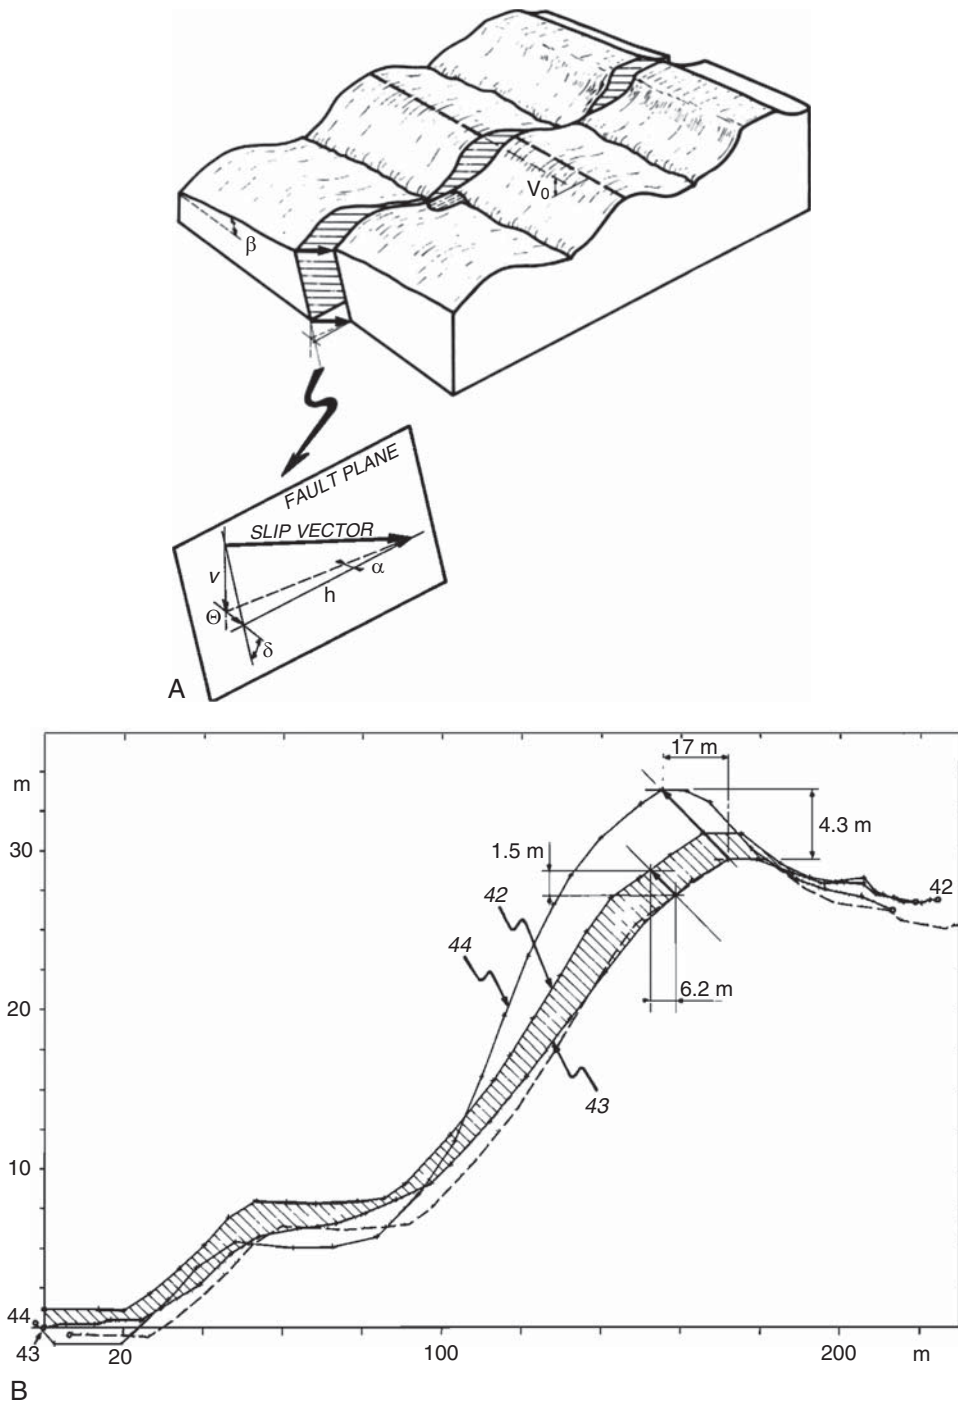 V₀
β
FAULT PLANE
SLIP VECTOR
v
α
h
Θ
δ
A
17 m
m
4.3 m
30
1.5 m
42
42
44
6.2 m
20
43
10
44
43
20
100
200
m
B